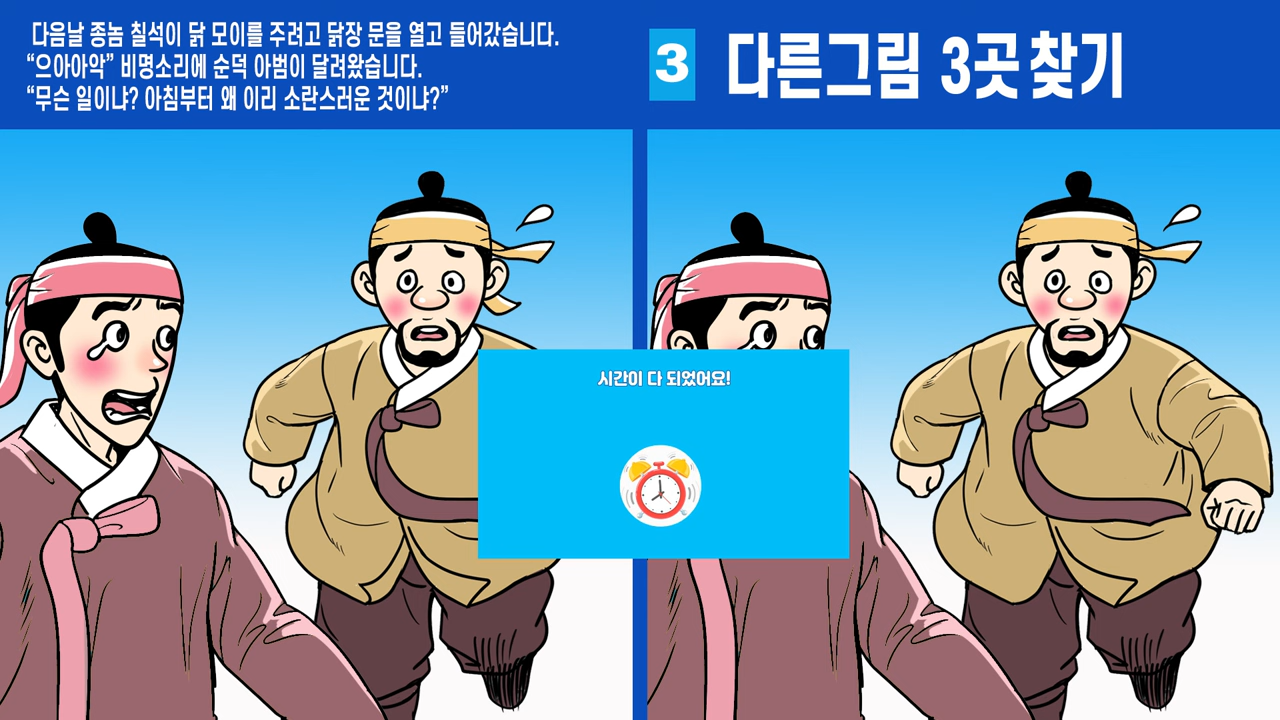 다음날 종놈 칠석이 닭 모이를 주려고 닭장 문을 열고 들어갔습니다.
“으아아악” 비명소리에 순덕 아범이 달려왔습니다.
“무슨 일이냐? 아침부터 왜 이리 소란스러운 것이냐?”
3 다른그림 3곳 찾기
시간이 다 되었어요!